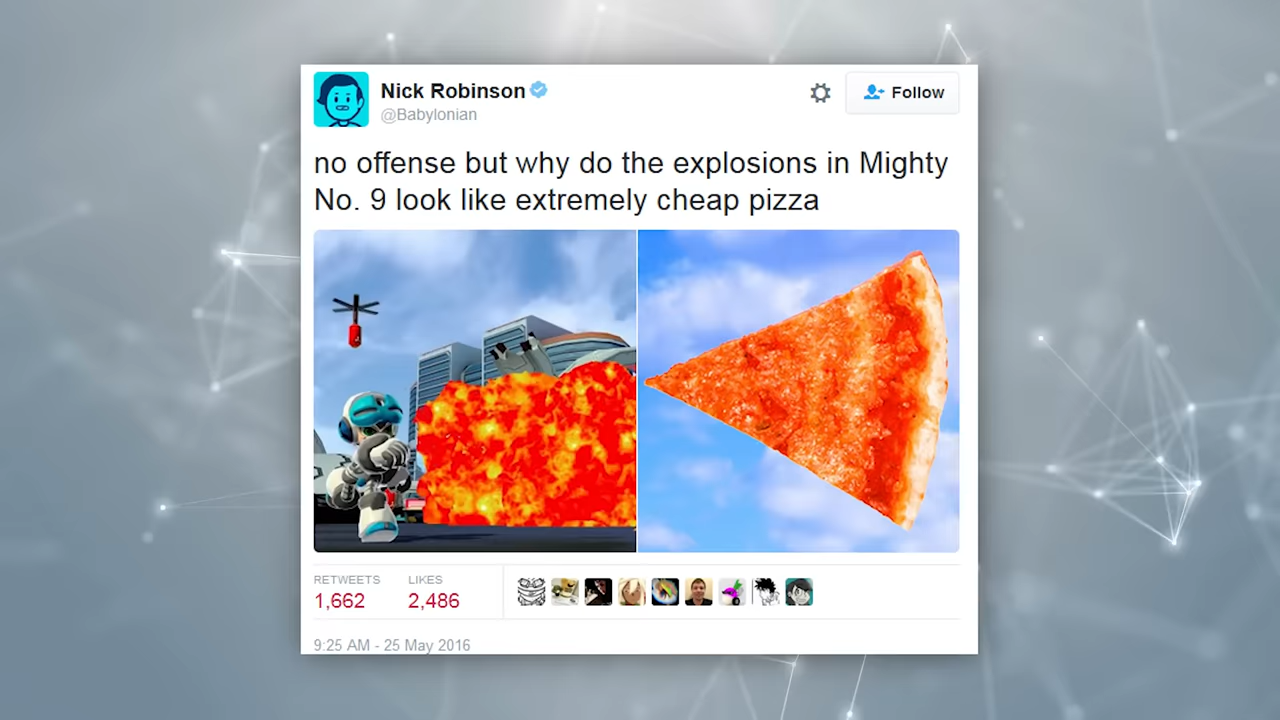 Nick Robinson
@Babylonian
Follow
no offense but why do the explosions in Mighty
No. 9 look like extremely cheap pizza
RETWEETS
LIKES
1,662
2,486
9:25 AM - 25 May 2016